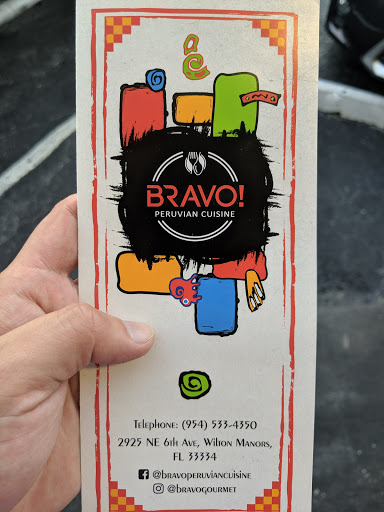 BRAVO!
PERUVIAN CUISINE
Telephone: (954) 533-4350
2925 NE 6th Ave, Wilton Manors,
FL 33334
@bravoperuviancuisine
@bravogourmet